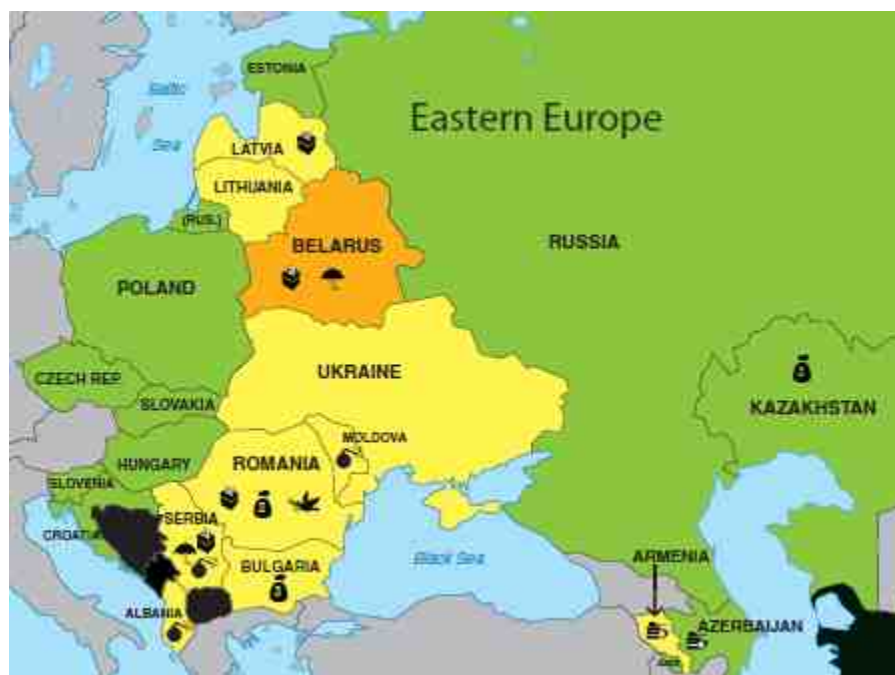 ESTONIA
Baltic
Sea
Eastern Europe
LATVIA
LITHUANIA
(RUS.)
BELARUS
RUSSIA
POLAND
UKRAINE
CZECH REP.
SLOVAKIA
KAZAKHSTAN
MOLDOVA
HUNGARY
ROMANIA
SLOVENIA
SERBIA
CROATIA
Black Sea
ARMENIA
BULGARIA
ALBANIA
AZERBAIJAN